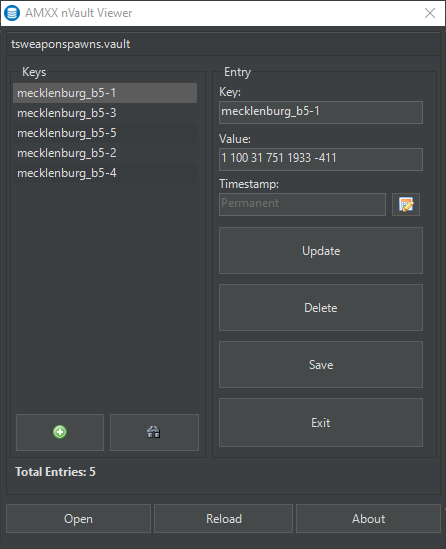 AMXX nVault Viewer
tsweaponspawns.vault
Keys
mecklenburg_b5-1
mecklenburg_b5-3
mecklenburg_b5-5
mecklenburg_b5-2
mecklenburg_b5-4
Entry
Key:
mecklenburg_b5-1
Value:
1 100 31 751 1933 -411
Timestamp:
Permanent
Update
Delete
Save
Exit
Total Entries: 5
Open
Reload
About